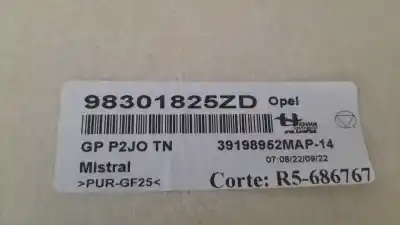 98301825ZD Opel
GP P2JO TN 39198952MAP-14
Mistral 07:08/22/09/22
>PUR-GF25< Corte: R5-686767